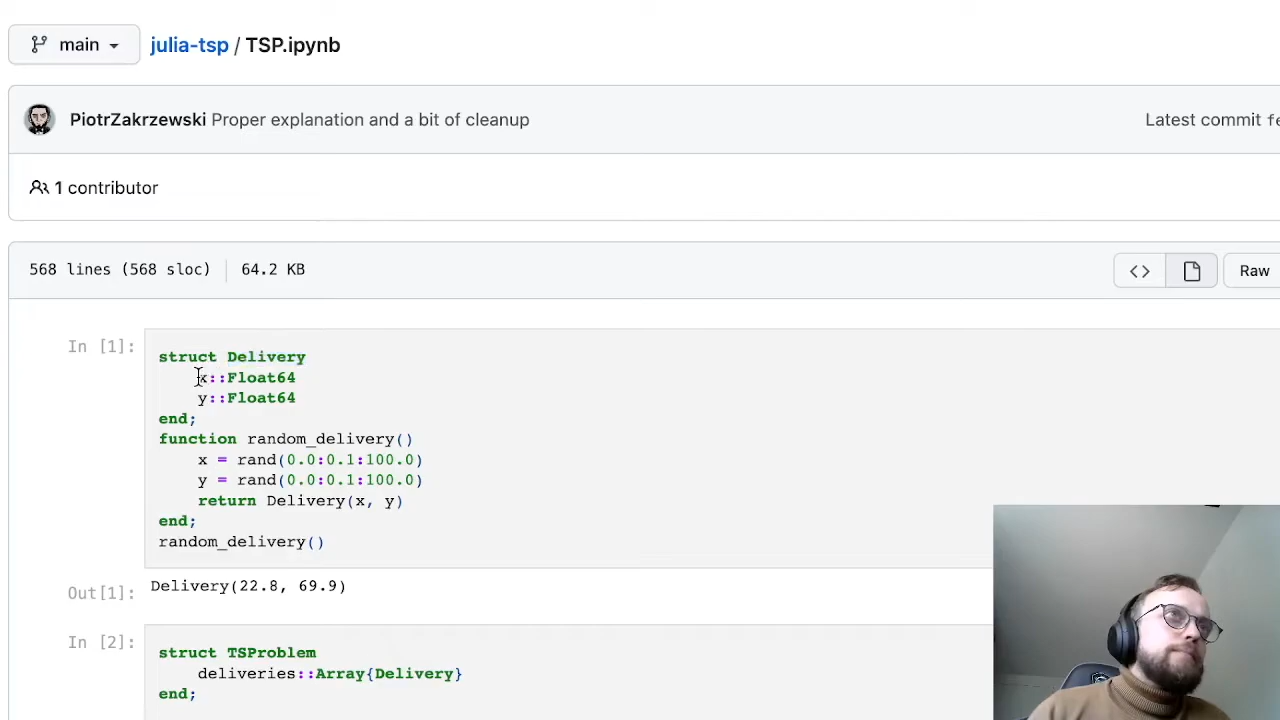 main
julia-tsp / TSP.ipynb
PiotrZakrzewski Proper explanation and a bit of cleanup
Latest commit
1 contributor
568 lines (568 sloc) 64.2 KB
Raw
In [1]:
struct Delivery
x::Float64
y::Float64
end;
function random_delivery()
x = rand(0.0:0.1:100.0)
y = rand(0.0:0.1:100.0)
return Delivery(x, y)
end;
random_delivery()
Out[1]: Delivery(22.8, 69.9)
In [2]:
struct TSProblem
deliveries::Array{Delivery}
end;